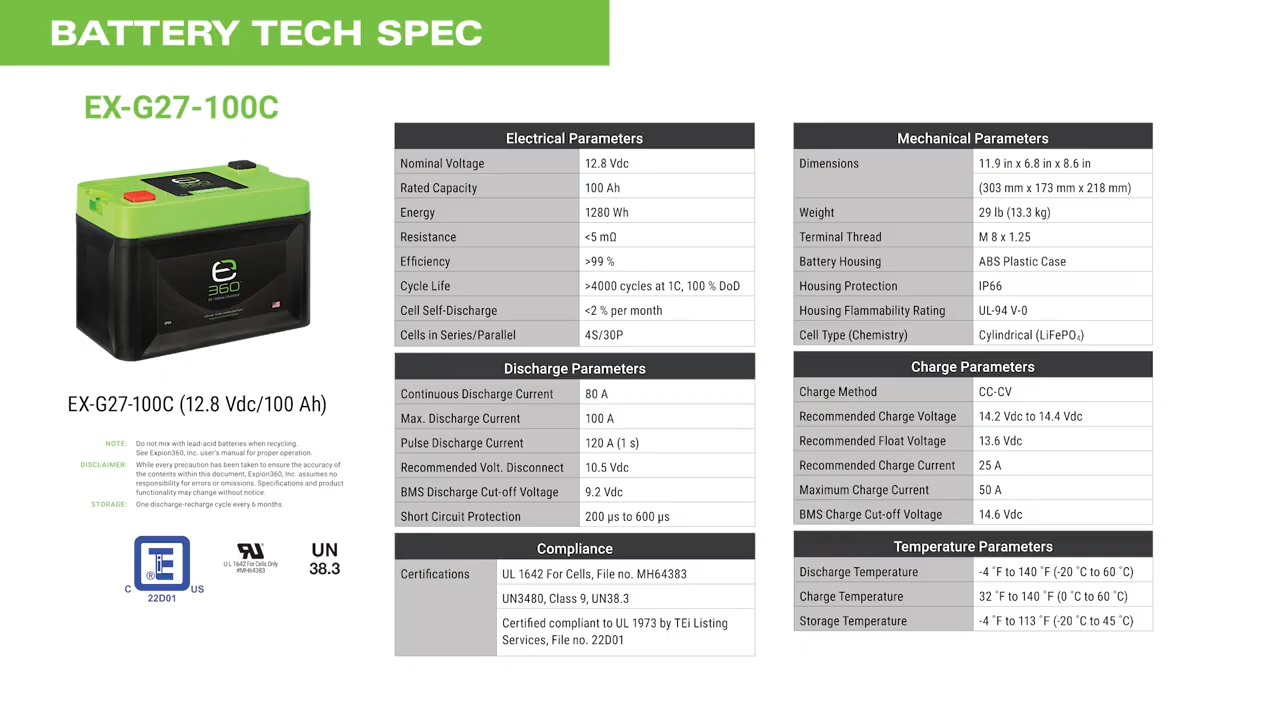 BATTERY TECH SPEC
EX-G27-100C
e
360
EX-G27-100C (12.8 Vdc/100 Ah)
NOTE: Do not mix with lead-acid batteries when recycling.
See Expion360, Inc. user's manual for proper operation.
DISCLAIMER: While every precaution has been taken to ensure the accuracy of
the contents within this document, Expion360, Inc. assumes no
responsibility for errors or omissions. Specifications and product
functionality may change without notice.
STORAGE: One discharge-recharge cycle every 6 months.
TEi ®
C US
22D01
UL 1642 For Cells Only
#MH64383
UN
38.3
Electrical Parameters
Nominal Voltage 12.8 Vdc
Rated Capacity 100 Ah
Energy 1280 Wh
Resistance <5 mΩ
Efficiency >99 %
Cycle Life >4000 cycles at 1C, 100 % DoD
Cell Self-Discharge <2 % per month
Cells in Series/Parallel 4S/30P
Discharge Parameters
Continuous Discharge Current 80 A
Max. Discharge Current 100 A
Pulse Discharge Current 120 A (1 s)
Recommended Volt. Disconnect 10.5 Vdc
BMS Discharge Cut-off Voltage 9.2 Vdc
Short Circuit Protection 200 µs to 600 µs
Compliance
Certifications UL 1642 For Cells, File no. MH64383
UN3480, Class 9, UN38.3
Certified compliant to UL 1973 by TEi Listing
Services, File no. 22D01
Mechanical Parameters
Dimensions 11.9 in x 6.8 in x 8.6 in
(303 mm x 173 mm x 218 mm)
Weight 29 lb (13.3 kg)
Terminal Thread M 8 x 1.25
Battery Housing ABS Plastic Case
Housing Protection IP66
Housing Flammability Rating UL-94 V-0
Cell Type (Chemistry) Cylindrical (LiFePO₄)
Charge Parameters
Charge Method CC-CV
Recommended Charge Voltage 14.2 Vdc to 14.4 Vdc
Recommended Float Voltage 13.6 Vdc
Recommended Charge Current 25 A
Maximum Charge Current 50 A
BMS Charge Cut-off Voltage 14.6 Vdc
Temperature Parameters
Discharge Temperature -4 ˚F to 140 ˚F (-20 ˚C to 60 ˚C)
Charge Temperature 32 ˚F to 140 ˚F (0 ˚C to 60 ˚C)
Storage Temperature -4 ˚F to 113 ˚F (-20 ˚C to 45 ˚C)